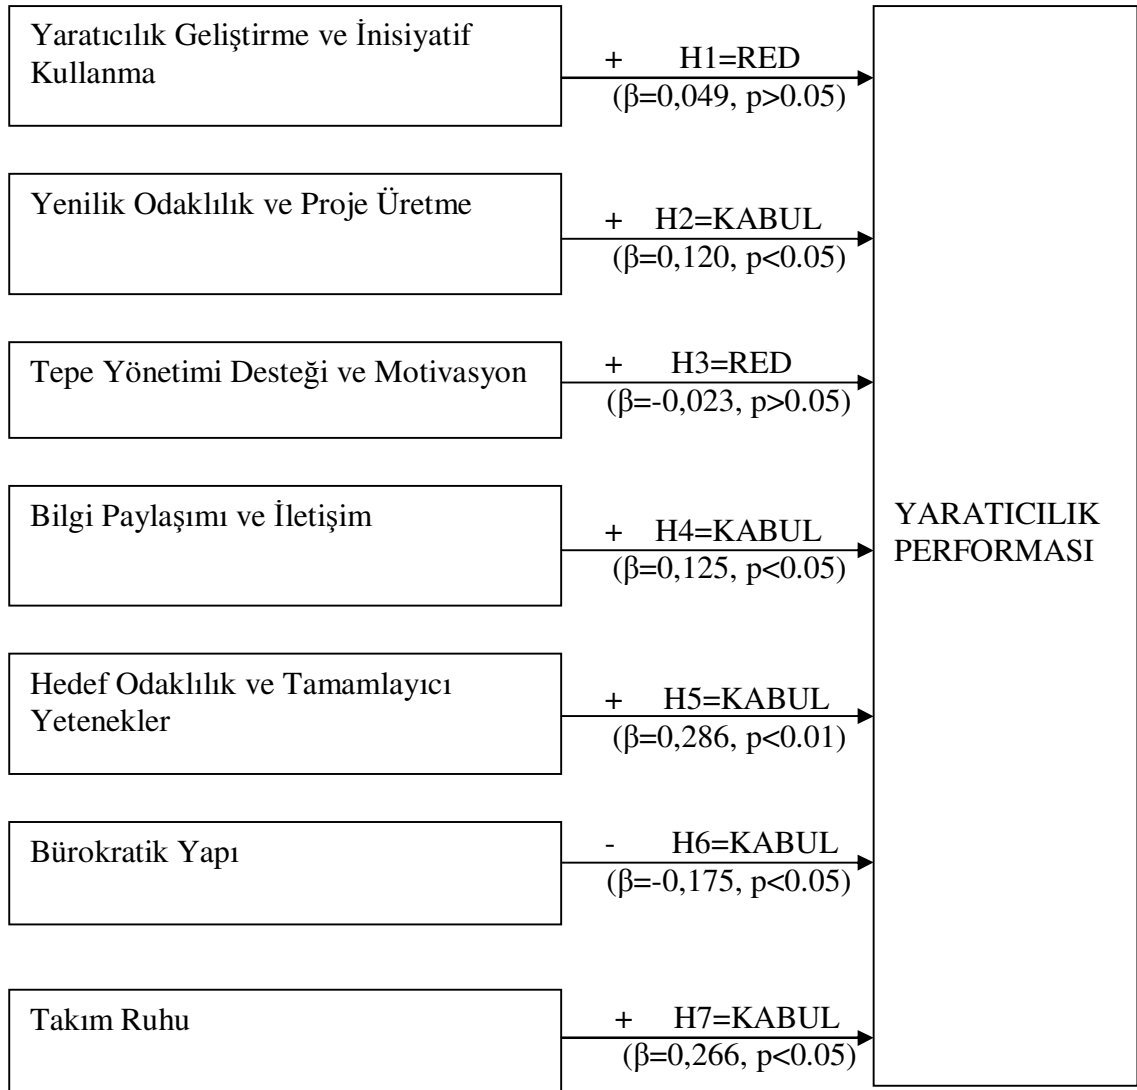 Yaratıcılık Geliştirme ve İnisiyatif
Kullanma
+ H1=RED
(β=0,049, p>0.05)
Yenilik Odaklılık ve Proje Üretme
+ H2=KABUL
(β=0,120, p<0.05)
Tepe Yönetimi Desteği ve Motivasyon
+ H3=RED
(β=-0,023, p>0.05)
Bilgi Paylaşımı ve İletişim
+ H4=KABUL
(β=0,125, p<0.05)
YARATICILIK
PERFORMASI
Hedef Odaklılık ve Tamamlayıcı
Yetenekler
+ H5=KABUL
(β=0,286, p<0.01)
Bürokratik Yapı
- H6=KABUL
(β=-0,175, p<0.05)
Takım Ruhu
+ H7=KABUL
(β=0,266, p<0.05)